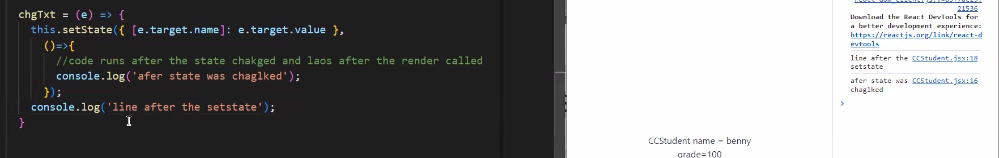 chgTxt = (e) => {
this.setState({ [e.target.name]: e.target.value },
()=>{
//code runs after the state chakged and laos after the render called
console.log('afer state was chaglked');
});
console.log('line after the setstate');
}
CCStudent name = benny
grade=100
21536
Download the React DevTools for
a better development experience:
https://reactjs.org/link/react-d
evtools
line after the CCStudent.jsx:18
setstate
afer state was CCStudent.jsx:16
chaglked